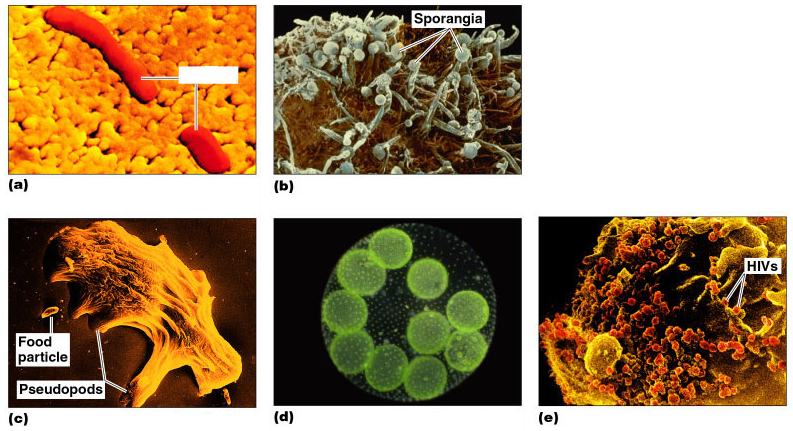 Sporangia
(a)
(b)
Food
particle
Pseudopods
HIVs
(c)
(d)
(e)